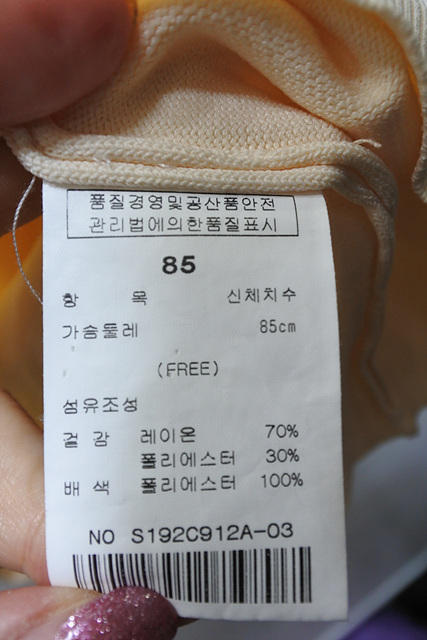 품질경영및공산품안전
관리법에의한품질표시
85
항 목 신체치수
가슴둘레 85cm
(FREE)
섬유조성
겉 감 레이온 70%
폴리에스터 30%
배 색 폴리에스터 100%
NO S192C912A-03